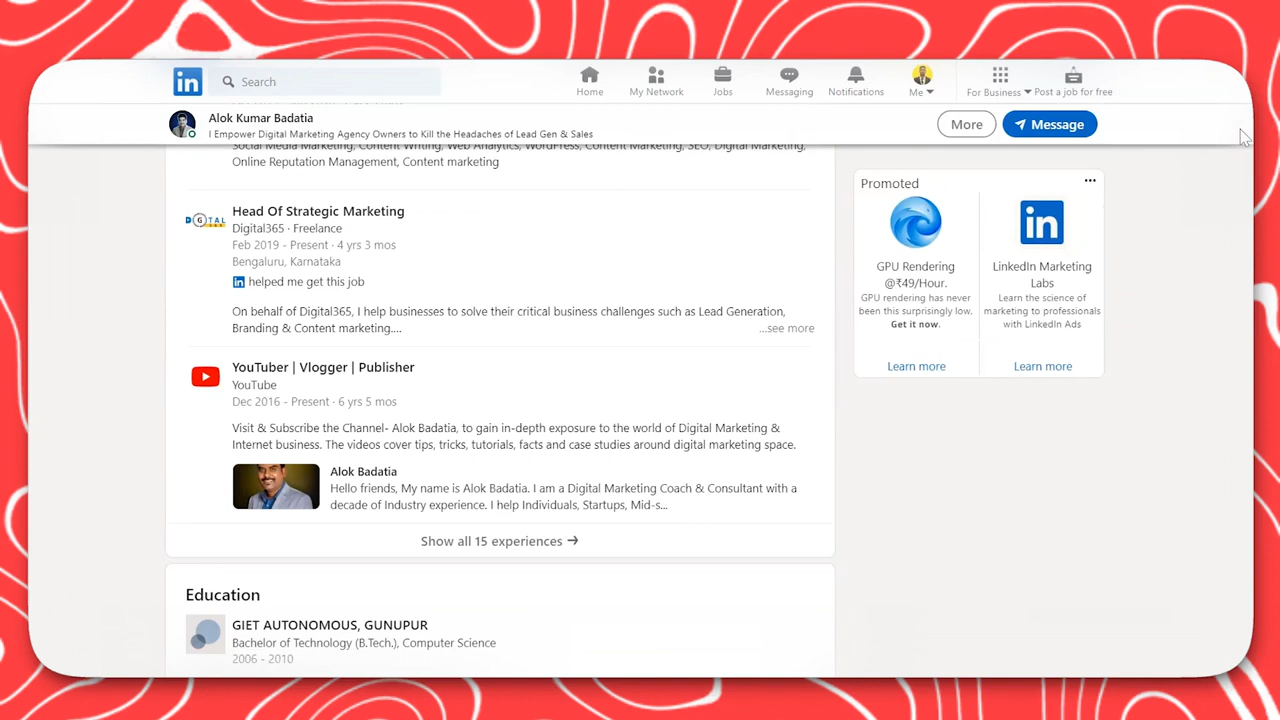 in
Search
Home
My Network
Jobs
Messaging
Notifications
Me
For Business
Post a job for free
Alok Kumar Badatia
I Empower Digital Marketing Agency Owners to Kill the Headaches of Lead Gen & Sales
More
Message
Social Media Marketing, Content Writing, Web Analytics, WordPress, Content Marketing, SEO, Digital Marketing,
Online Reputation Management, Content marketing
Head Of Strategic Marketing
Digital365 · Freelance
Feb 2019 - Present · 4 yrs 3 mos
Bengaluru, Karnataka
in helped me get this job
On behalf of Digital365, I help businesses to solve their critical business challenges such as Lead Generation,
Branding & Content marketing....
...see more
YouTuber | Vlogger | Publisher
YouTube
Dec 2016 - Present · 6 yrs 5 mos
Visit & Subscribe the Channel- Alok Badatia, to gain in-depth exposure to the world of Digital Marketing &
Internet business. The videos cover tips, tricks, tutorials, facts and case studies around digital marketing space.
Alok Badatia
Hello friends, My name is Alok Badatia. I am a Digital Marketing Coach & Consultant with a
decade of Industry experience. I help Individuals, Startups, Mid-s...
Show all 15 experiences →
Education
GIET AUTONOMOUS, GUNUPUR
Bachelor of Technology (B.Tech.), Computer Science
2006 - 2010
Promoted
GPU Rendering
@₹49/Hour.
GPU rendering has never
been this surprisingly low.
Get it now.
Learn more
in
LinkedIn Marketing
Labs
Learn the science of
marketing to professionals
with LinkedIn Ads
Learn more